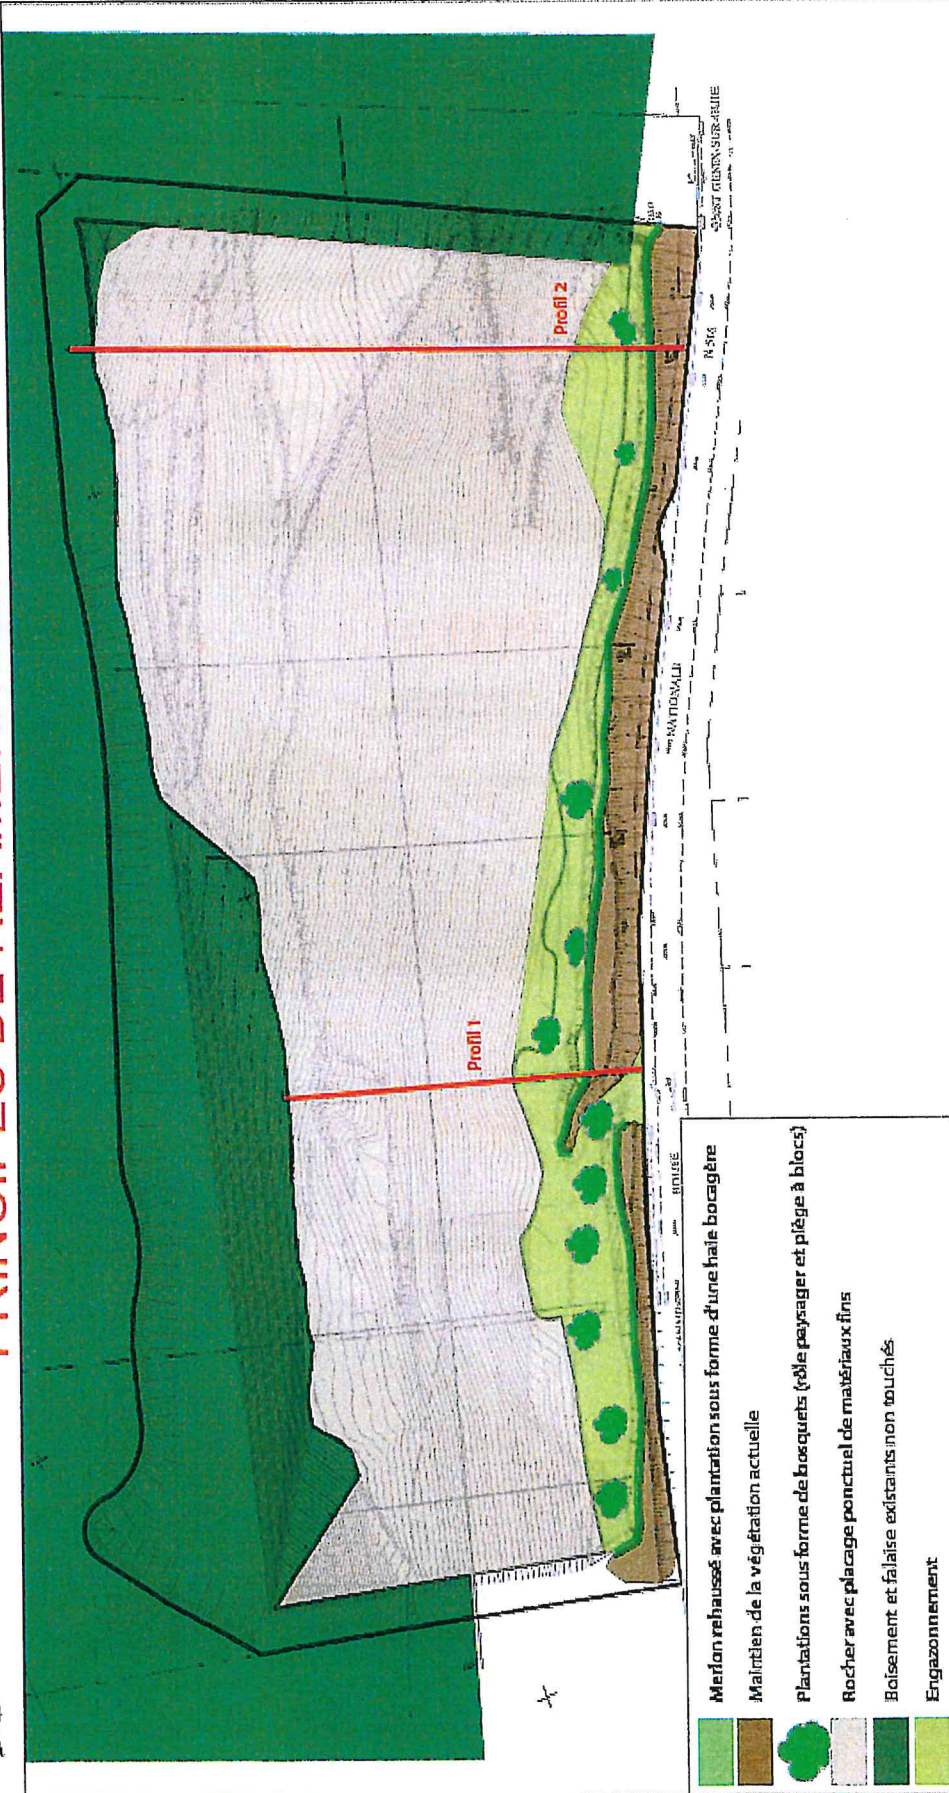 Profil 1
Profil 2
NATIONALE
ROUTE
Merlon rehaussé avec plantation sous forme d'une haie bocagère
Maintien de la végétation actuelle
Plantations sous forme de bosquets (rôle paysager et piège à blocs)
Rocher avec placage ponctuel de matériaux fins
Boisement et falaise existants non touchés
Engazonnement